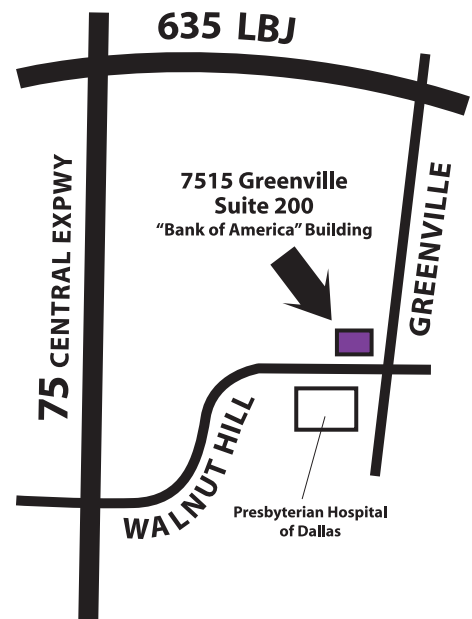 635 LBJ
75 CENTRAL EXPWY
7515 Greenville
Suite 200
“Bank of America” Building
GREENVILLE
WALNUT HILL
Presbyterian Hospital
of Dallas